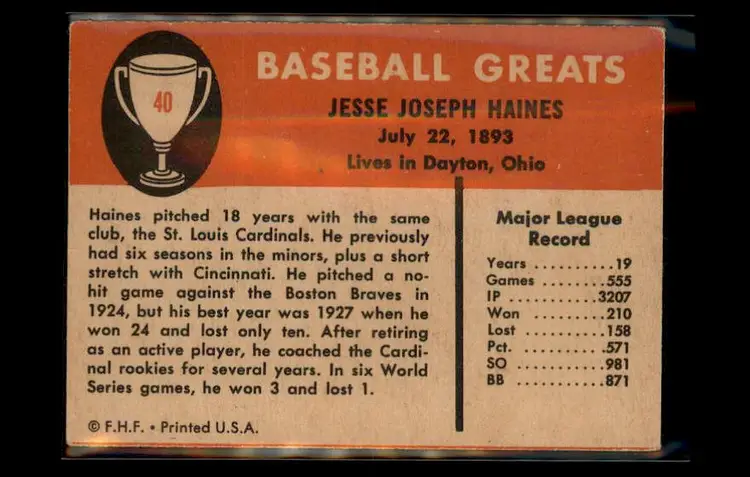 40
BASEBALL GREATS
JESSE JOSEPH HAINES
July 22, 1893
Lives in Dayton, Ohio
Haines pitched 18 years with the same
club, the St. Louis Cardinals. He previously
had six seasons in the minors, plus a short
stretch with Cincinnati. He pitched a no-
hit game against the Boston Braves in
1924, but his best year was 1927 when he
won 24 and lost only ten. After retiring
as an active player, he coached the Cardi-
nal rookies for several years. In six World
Series games, he won 3 and lost 1.
© F.H.F. • Printed U.S.A.
Major League
Record
Years ..........19
Games ........555
IP ..............3207
Won ..........210
Lost ...........158
Pct. ...........571
SO ............981
BB ............871